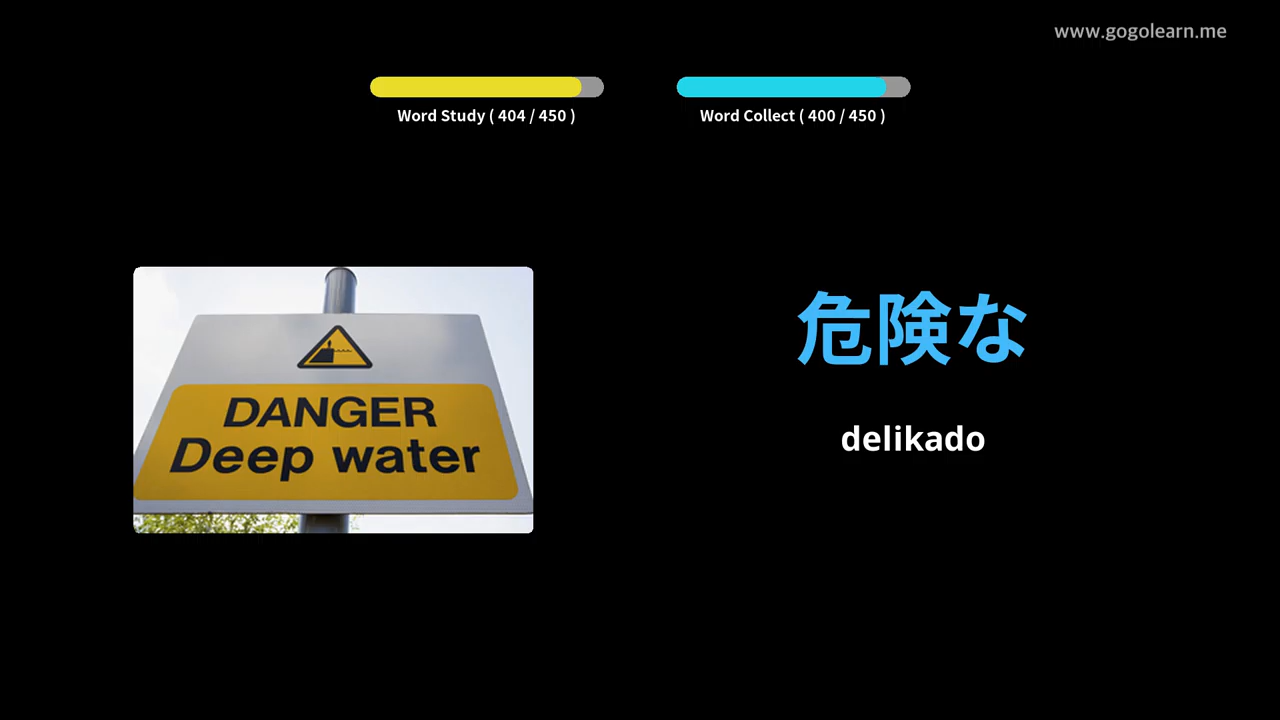 www.gogolearn.me
Word Study ( 404 / 450 )
Word Collect ( 400 / 450 )
DANGER
Deep water
危険な
delikado